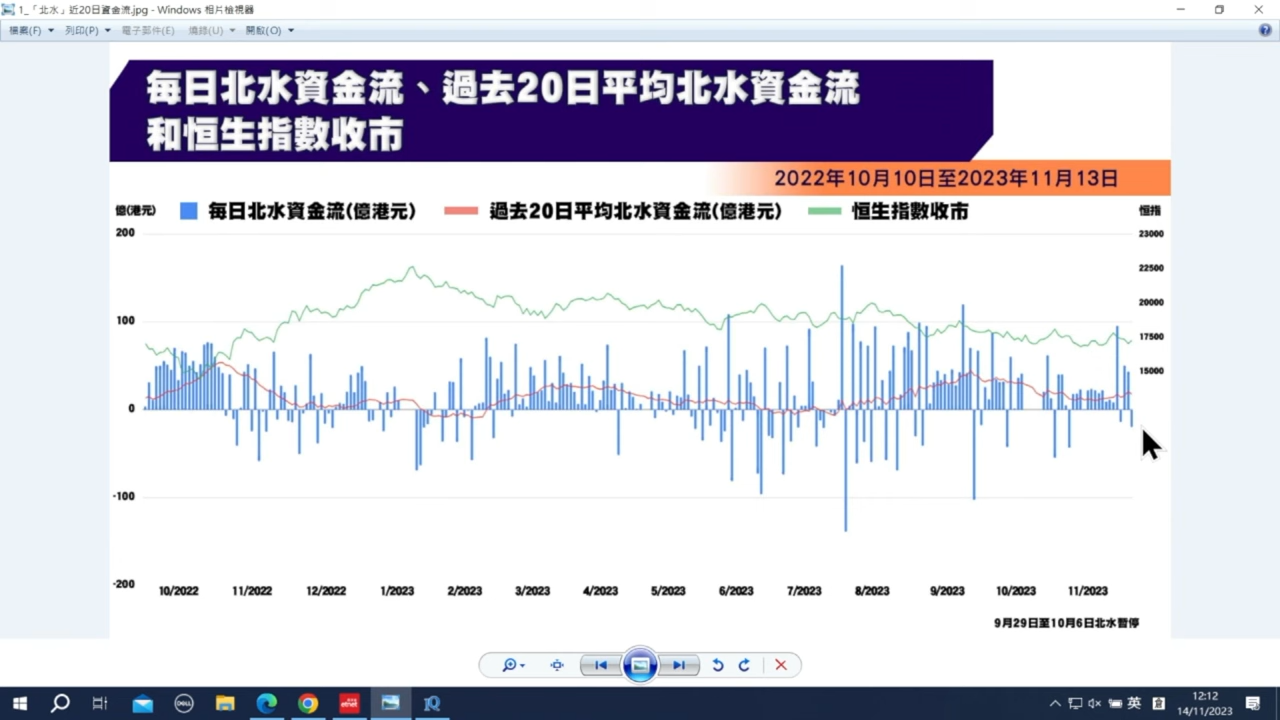 1_「北水」近20日資金流.jpg - Windows 相片檢視器
檔案(F) 列印(P) 電子郵件(E) 燒錄(U) 開啟(O)
每日北水資金流、過去20日平均北水資金流
和恒生指數收市
2022年10月10日至2023年11月13日
億(港元) 每日北水資金流(億港元) 過去20日平均北水資金流(億港元) 恒生指數收市 恒指
200 23000
22500
20000
100 17500
15000
0
-100
-200
10/2022 11/2022 12/2022 1/2023 2/2023 3/2023 4/2023 5/2023 6/2023 7/2023 8/2023 9/2023 10/2023 11/2023
9月29日至10月6日北水暫停
DELL etnet IQ 英 12:12
14/11/2023